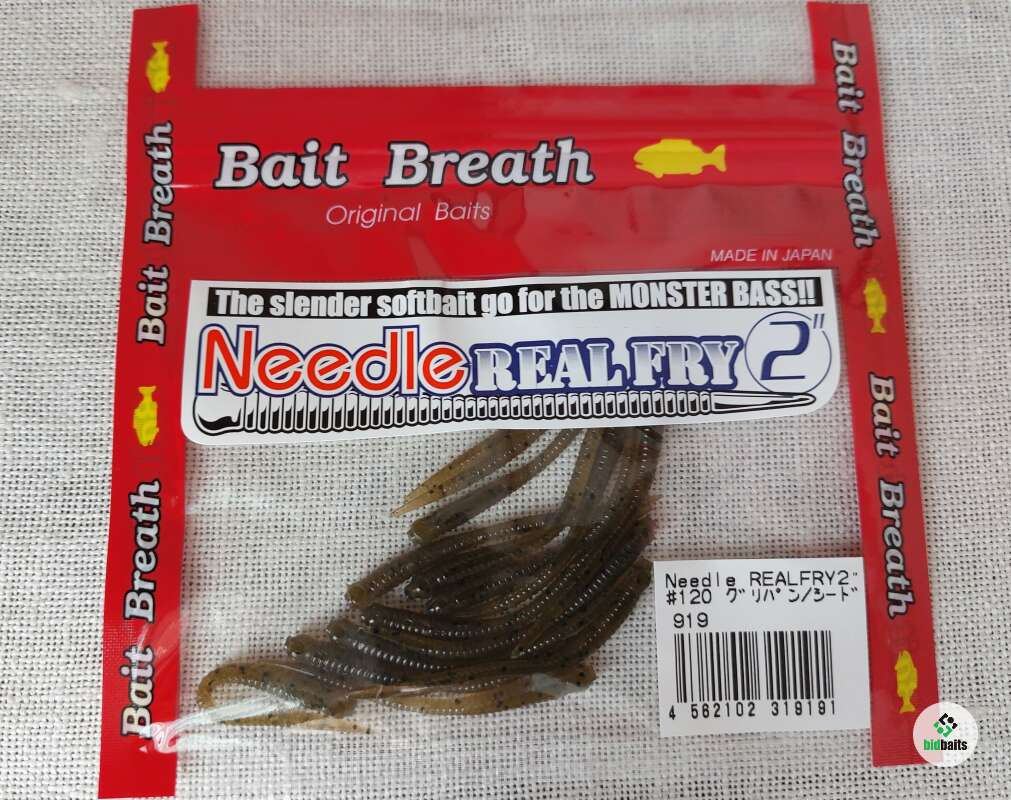 Bait Breath
Original Baits
MADE IN JAPAN
The slender softbait go for the MONSTER BASS!!
Needle REAL FRY 2"
Needle REALFRY2"
#120 グリパン/シード
919
4 562102 319191
Bait Breath
Bait Breath
Bait Breath
Bait Breath
bidbaits